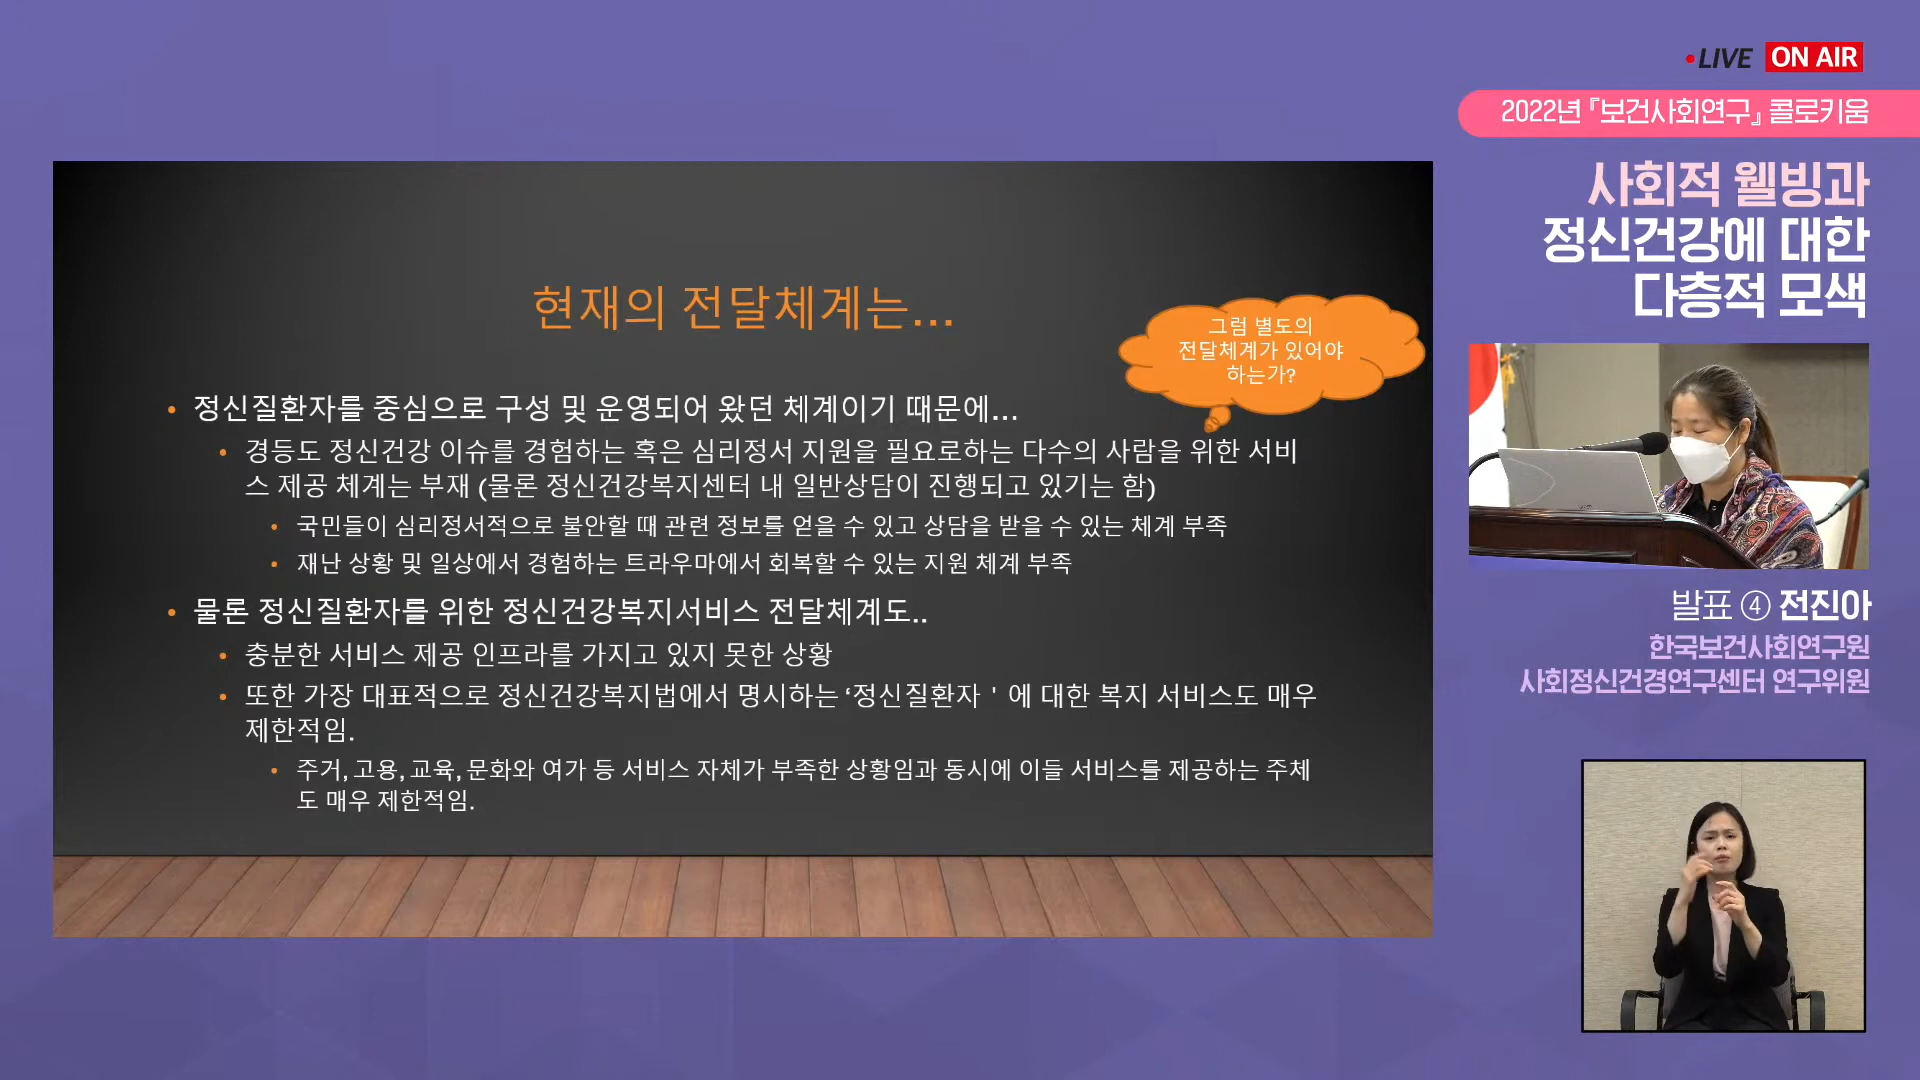 LIVE ON AIR
2022년 『보건사회연구』 콜로키움
사회적 웰빙과
정신건강에 대한
다층적 모색
현재의 전달체계는...
그럼 별도의
전달체계가 있어야
하는가?
• 정신질환자를 중심으로 구성 및 운영되어 왔던 체계이기 때문에...
• 경등도 정신건강 이슈를 경험하는 혹은 심리정서 지원을 필요로하는 다수의 사람을 위한 서비
스 제공 체계는 부재 (물론 정신건강복지센터 내 일반상담이 진행되고 있기는 함)
• 국민들이 심리정서적으로 불안할 때 관련 정보를 얻을 수 있고 상담을 받을 수 있는 체계 부족
• 재난 상황 및 일상에서 경험하는 트라우마에서 회복할 수 있는 지원 체계 부족
• 물론 정신질환자를 위한 정신건강복지서비스 전달체계도..
• 충분한 서비스 제공 인프라를 가지고 있지 못한 상황
• 또한 가장 대표적으로 정신건강복지법에서 명시하는 ‘정신질환자 ' 에 대한 복지 서비스도 매우
제한적임.
• 주거, 고용, 교육, 문화와 여가 등 서비스 자체가 부족한 상황임과 동시에 이들 서비스를 제공하는 주체
도 매우 제한적임.
발표 ④ 전진아
한국보건사회연구원
사회정신건경연구센터 연구위원